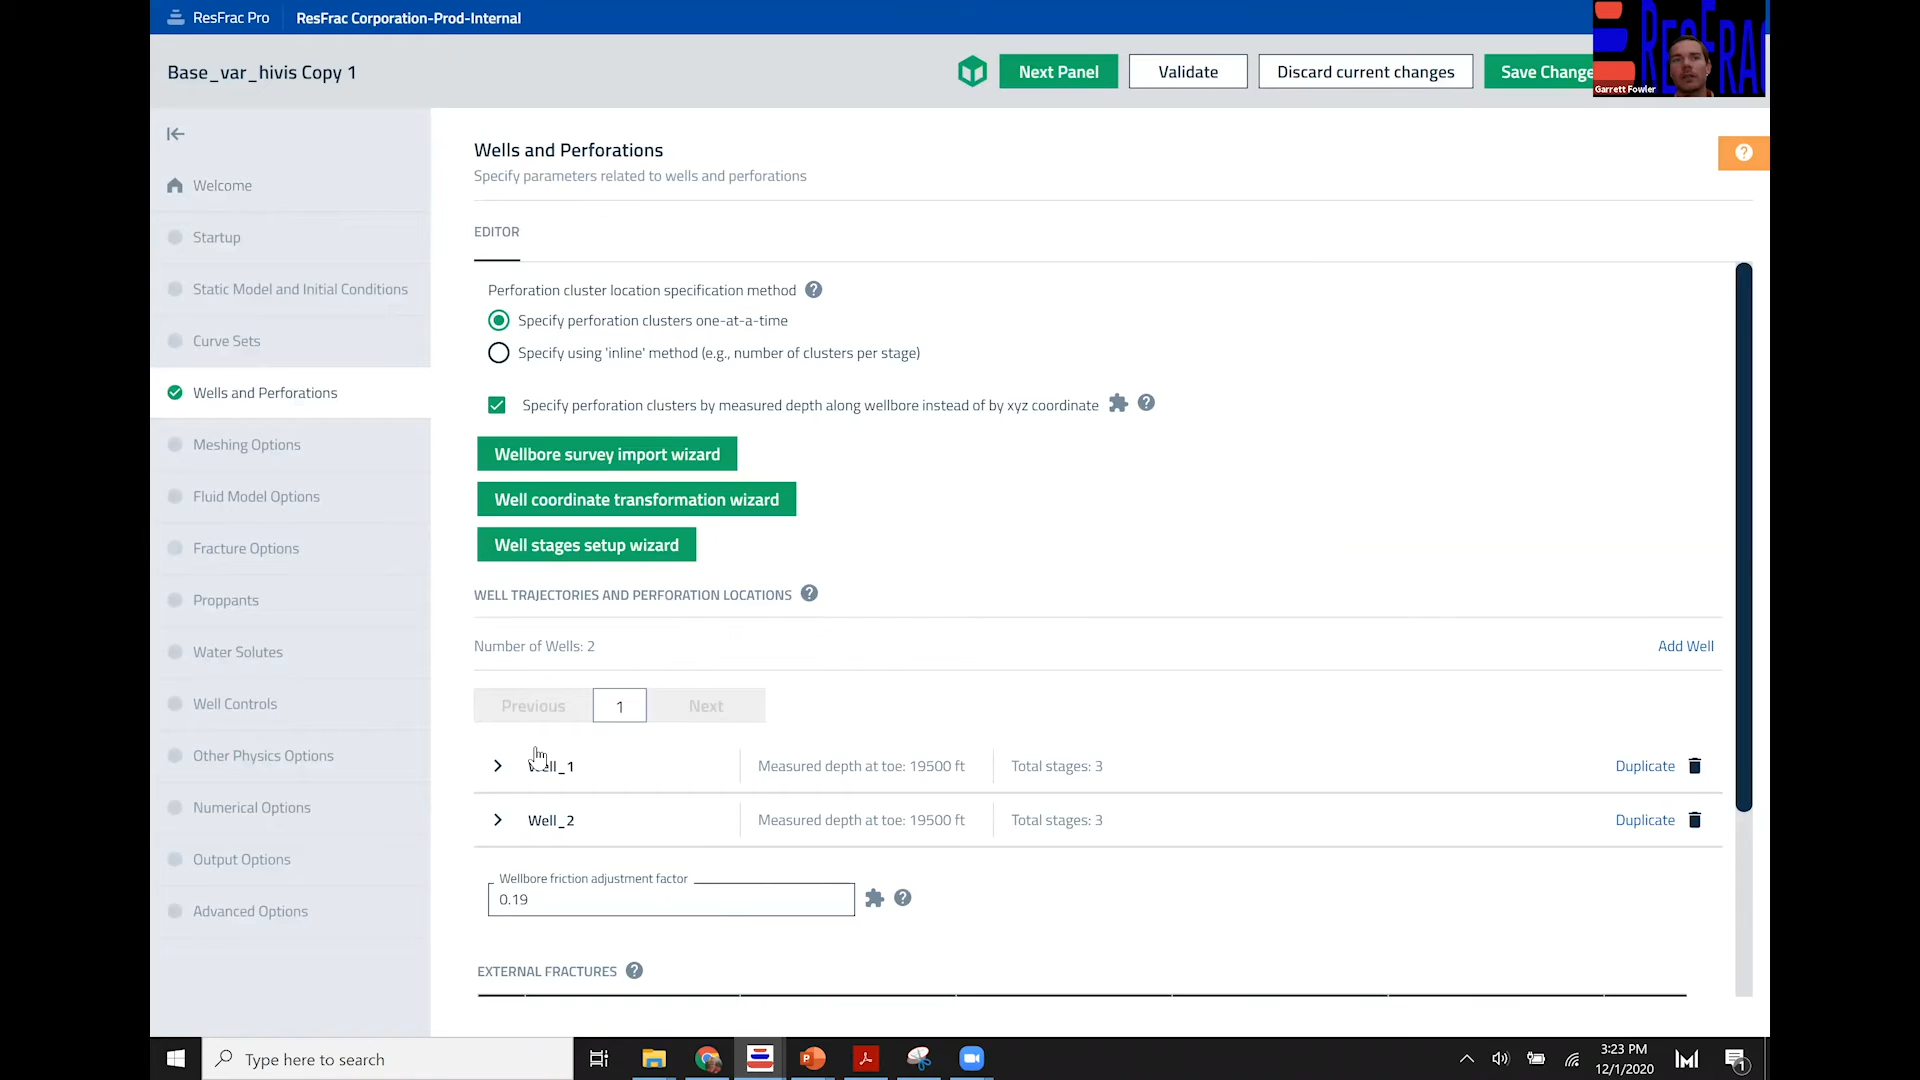 ResFrac Pro
ResFrac Corporation-Prod-Internal
Base_var_hivis Copy 1
Next Panel
Validate
Discard current changes
Save Change
RESFRAC
Garrett Fowler
Welcome
Startup
Static Model and Initial Conditions
Curve Sets
Wells and Perforations
Meshing Options
Fluid Model Options
Fracture Options
Proppants
Water Solutes
Well Controls
Other Physics Options
Numerical Options
Output Options
Advanced Options
Wells and Perforations
Specify parameters related to wells and perforations
EDITOR
Perforation cluster location specification method
Specify perforation clusters one-at-a-time
Specify using 'inline' method (e.g., number of clusters per stage)
Specify perforation clusters by measured depth along wellbore instead of by xyz coordinate
Wellbore survey import wizard
Well coordinate transformation wizard
Well stages setup wizard
WELL TRAJECTORIES AND PERFORATION LOCATIONS
Number of Wells: 2
Add Well
Previous
1
Next
Well_1
Measured depth at toe: 19500 ft
Total stages: 3
Duplicate
Well_2
Measured depth at toe: 19500 ft
Total stages: 3
Duplicate
Wellbore friction adjustment factor
0.19
EXTERNAL FRACTURES
Type here to search
3:23 PM
12/1/2020
1